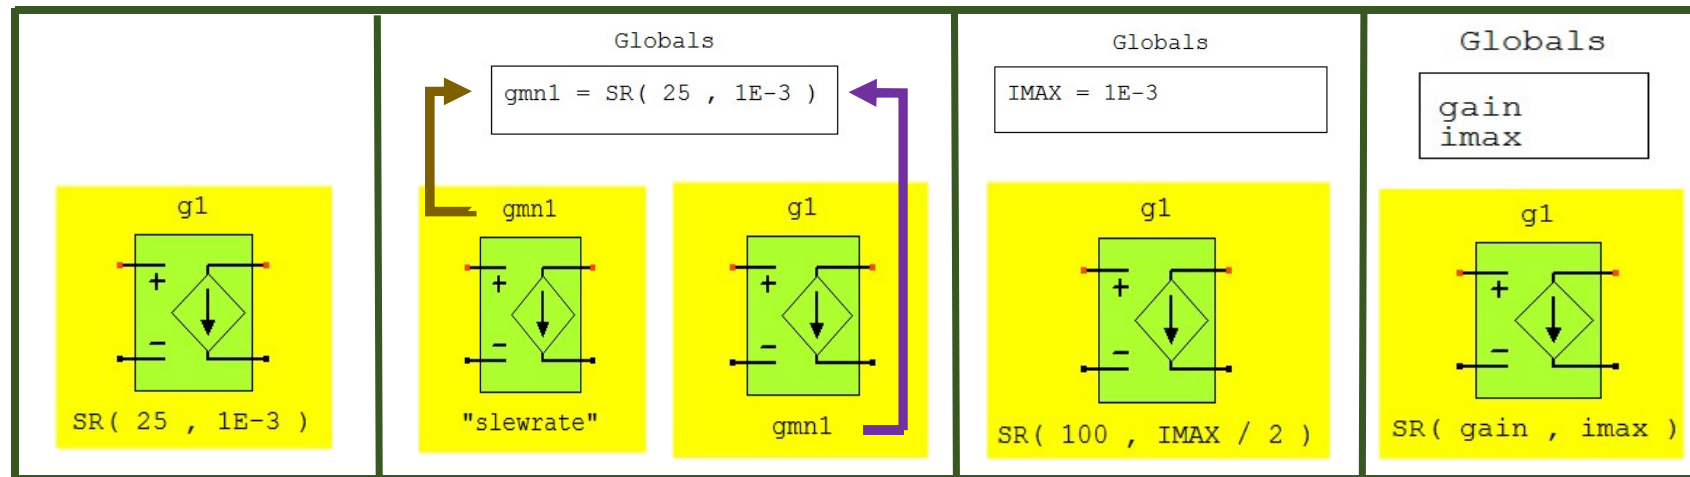 g1
+
−
SR( 25 , 1E-3 )
Globals
gmn1 = SR( 25 , 1E-3 )
gmn1
+
−
"slewrate"
g1
+
−
gmn1
Globals
IMAX = 1E-3
g1
+
−
SR( 100 , IMAX / 2 )
Globals
gain
imax
g1
+
−
SR( gain , imax )